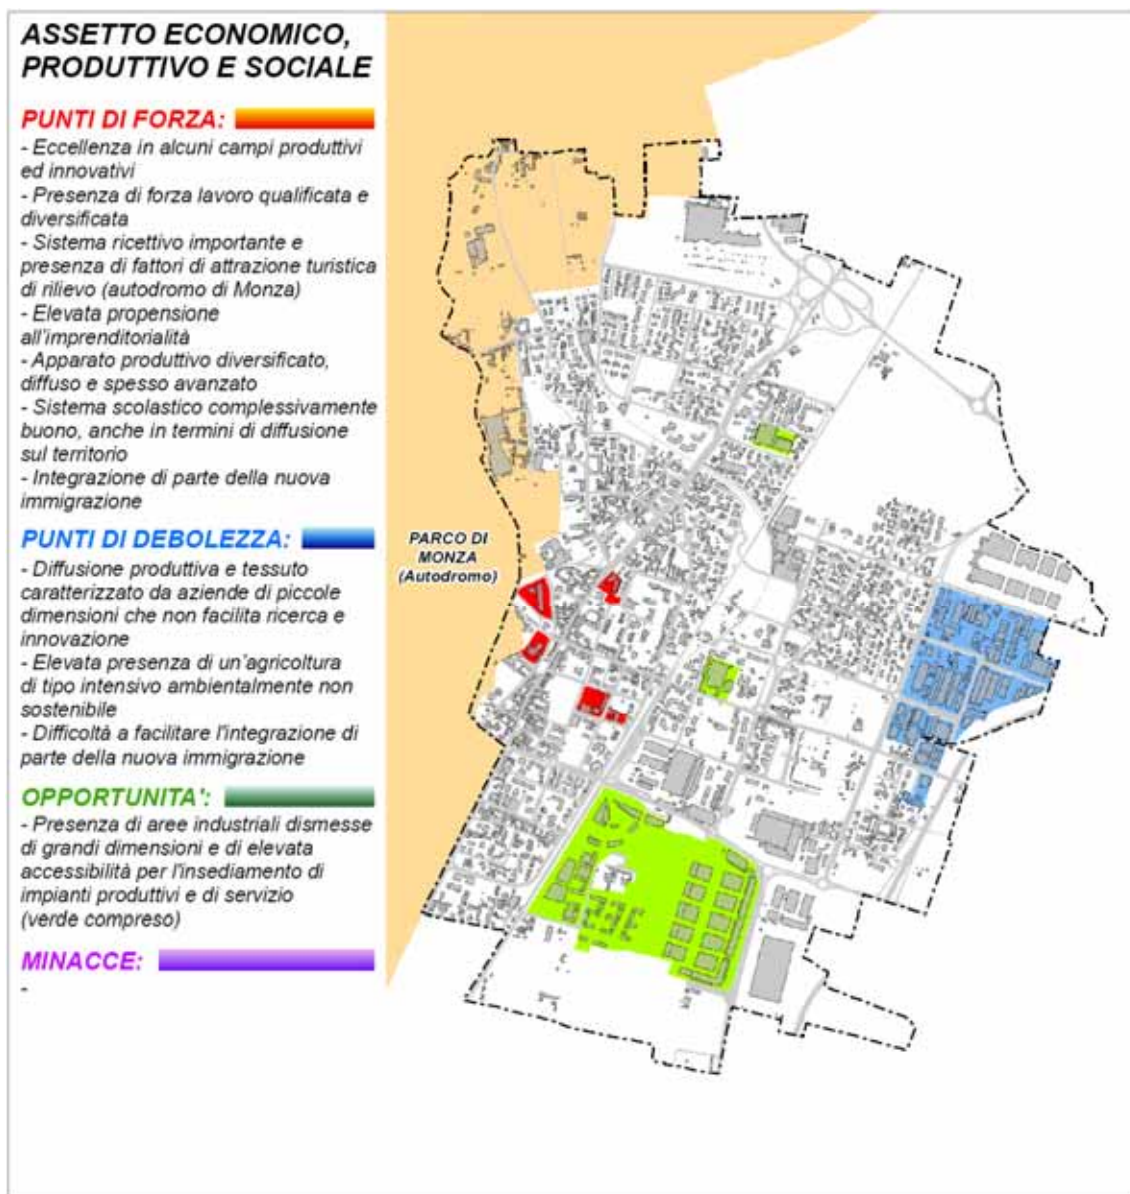 ASSETTO ECONOMICO,
PRODUTTIVO E SOCIALE
PUNTI DI FORZA:
- Eccellenza in alcuni campi produttivi
ed innovativi
- Presenza di forza lavoro qualificata e
diversificata
- Sistema ricettivo importante e
presenza di fattori di attrazione turistica
di rilievo (autodromo di Monza)
- Elevata propensione
all'imprenditorialità
- Apparato produttivo diversificato,
diffuso e spesso avanzato
- Sistema scolastico complessivamente
buono, anche in termini di diffusione
sul territorio
- Integrazione di parte della nuova
immigrazione
PUNTI DI DEBOLEZZA:
- Diffusione produttiva e tessuto
caratterizzato da aziende di piccole
dimensioni che non facilita ricerca e
innovazione
- Elevata presenza di un'agricoltura
di tipo intensivo ambientalmente non
sostenibile
- Difficoltà a facilitare l'integrazione di
parte della nuova immigrazione
OPPORTUNITA':
- Presenza di aree industriali dismesse
di grandi dimensioni e di elevata
accessibilità per l'insediamento di
impianti produttivi e di servizio
(verde compreso)
MINACCE:
-
PARCO DI
MONZA
(Autodromo)